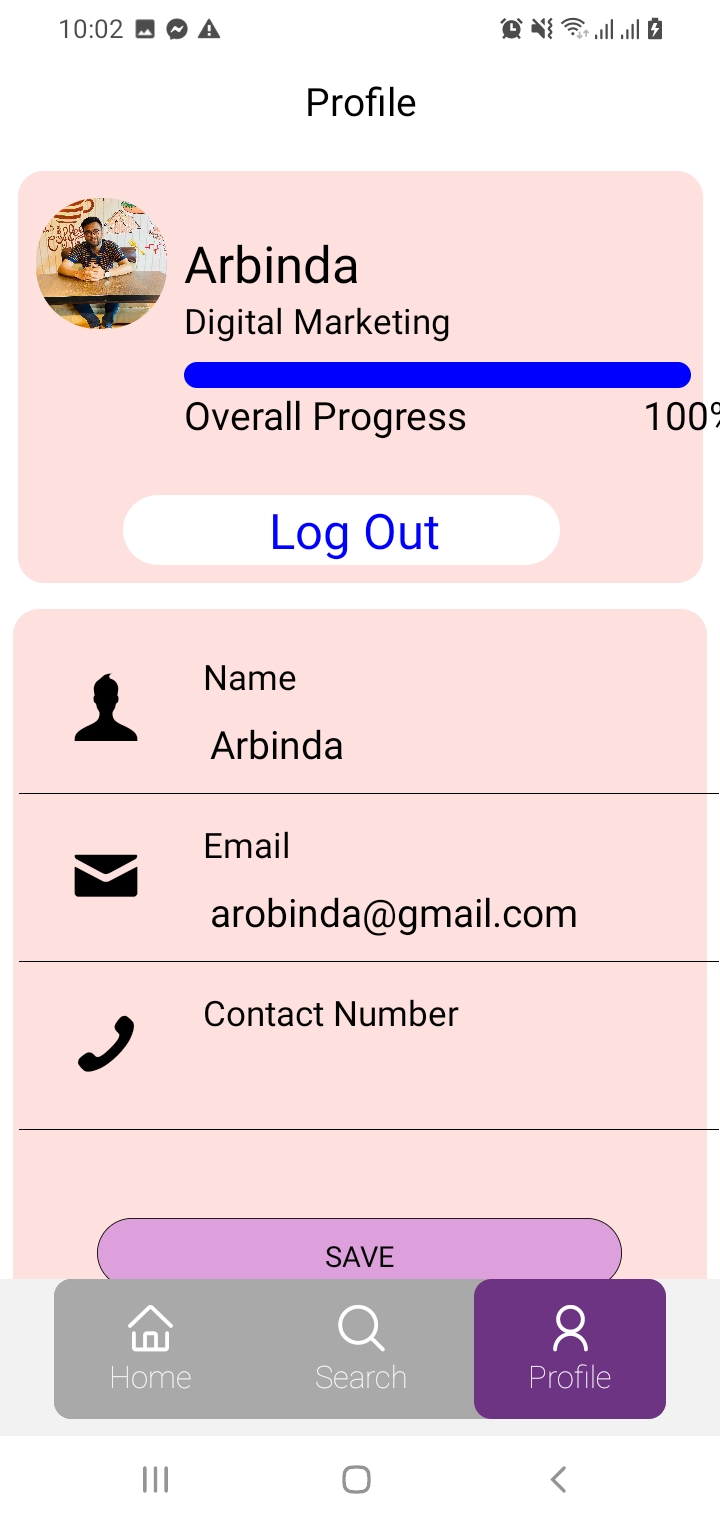 10:02
Profile
Arbinda
Digital Marketing
Overall Progress 100%
Log Out
Name
Arbinda
Email
arobinda@gmail.com
Contact Number
SAVE
Home Search Profile